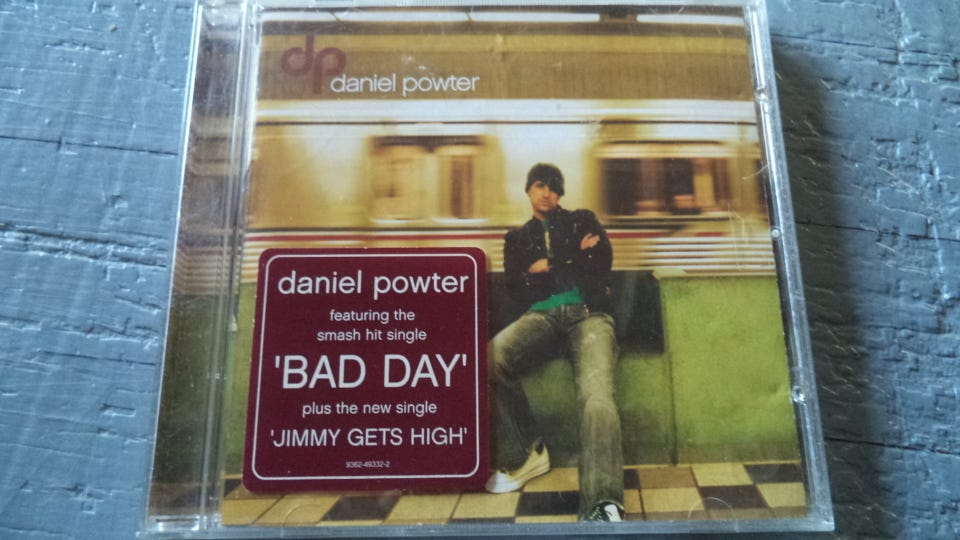 dp
daniel powter
daniel powter
featuring the
smash hit single
'BAD DAY'
plus the new single
'JIMMY GETS HIGH'
9362-49332-2